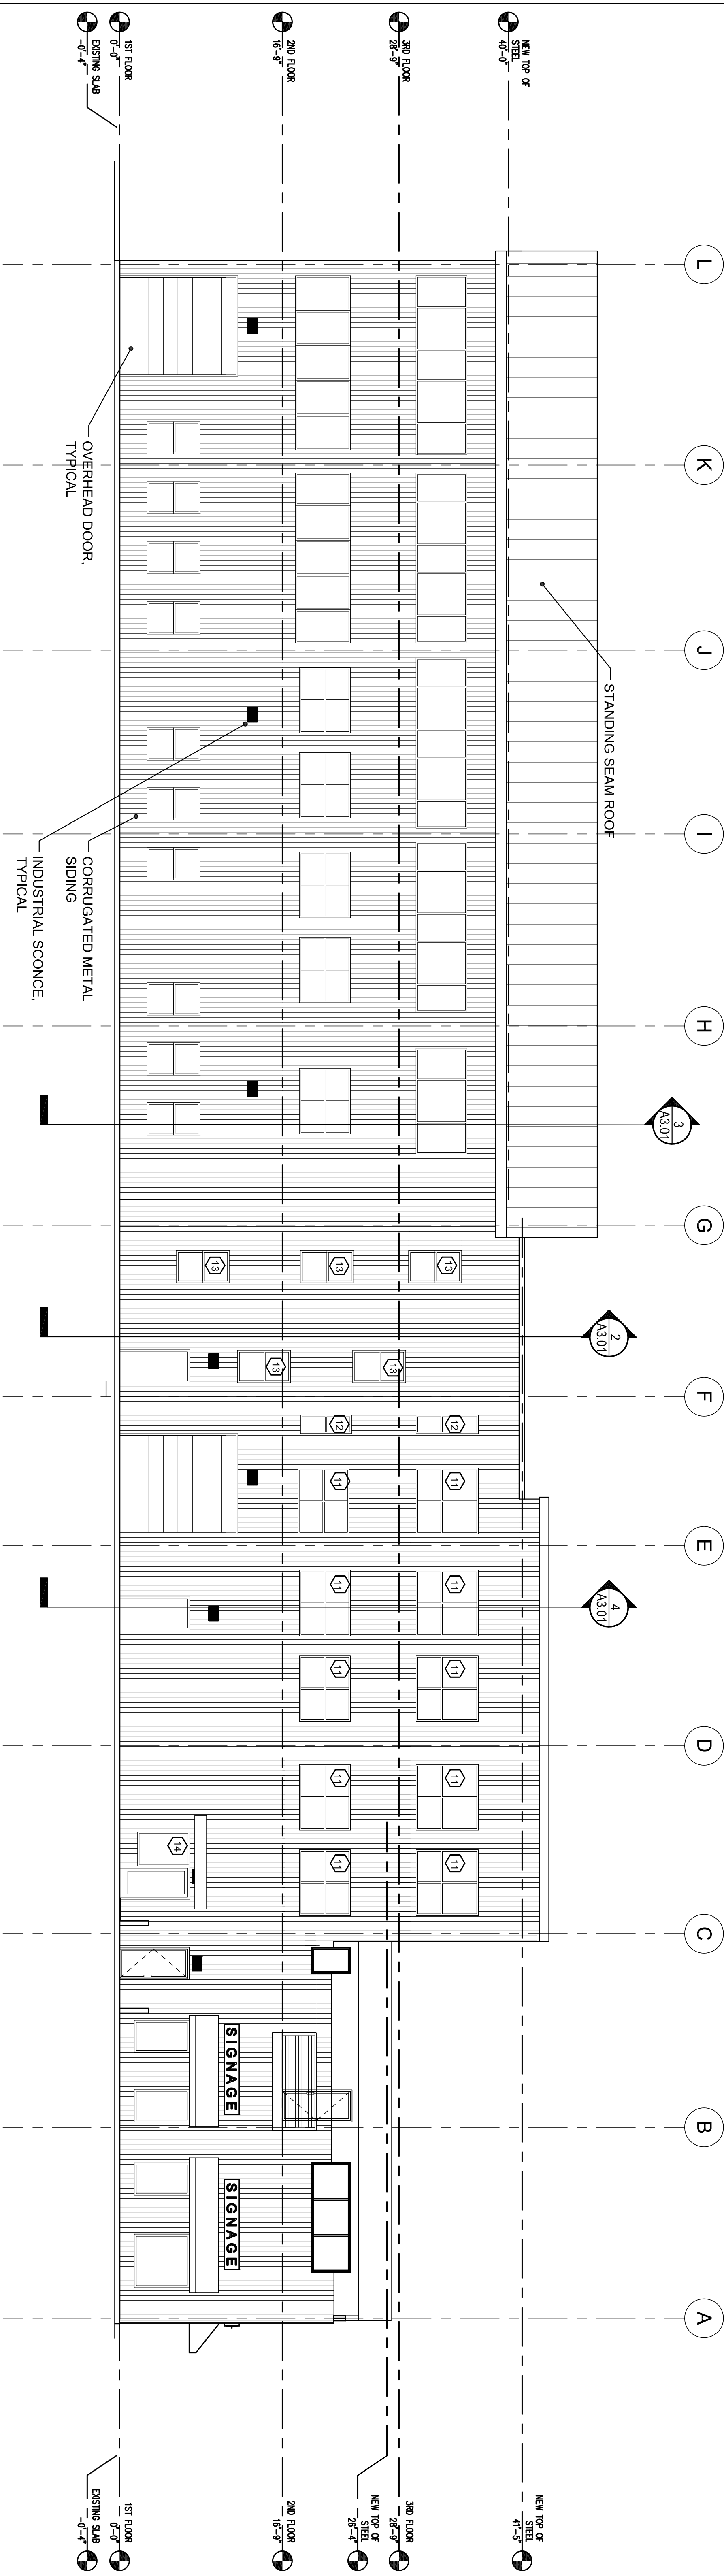 L
K
J
I
H
G
F
E
D
C
B
A
3
A3.01
2
A3.01
4
A3.01
NEW TOP OF
STEEL
40'-0"
3RD FLOOR
28'-9"
2ND FLOOR
16'-9"
1ST FLOOR
0'-0"
EXISTING SLAB
-0'-4"
STANDING SEAM ROOF
OVERHEAD DOOR,
TYPICAL
CORRUGATED METAL
SIDING
INDUSTRIAL SCONCE,
TYPICAL
13
13
13
13
13
12
12
11
11
11
11
11
11
11
11
11
11
14
SIGNAGE
SIGNAGE
NEW TOP OF
STEEL
41'-5"
3RD FLOOR
28'-9"
NEW TOP OF
STEEL
26'-4"
2ND FLOOR
16'-9"
1ST FLOOR
0'-0"
EXISTING SLAB
-0'-4"